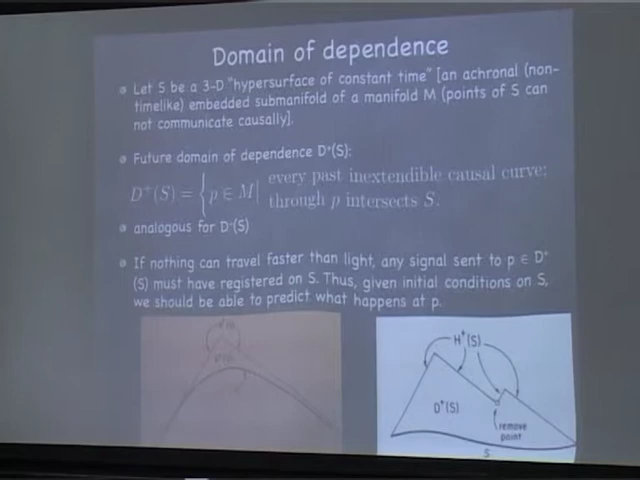 Domain of dependence
Let S be a 3-D "hypersurface of constant time" [an achronal (non-
timelike) embedded submanifold of a manifold M (points of S can
not communicate causally].
Future domain of dependence D⁺(S):
D⁺(S) = { p ∈ M | every past inextendible causal curve
through p intersects S.
analogous for D⁻(S)
If nothing can travel faster than light, any signal sent to p ∈ D⁺
(S) must have registered on S. Thus, given initial conditions on S,
we should be able to predict what happens at p.
H⁺(S)
D⁺(S)
remove
point
S